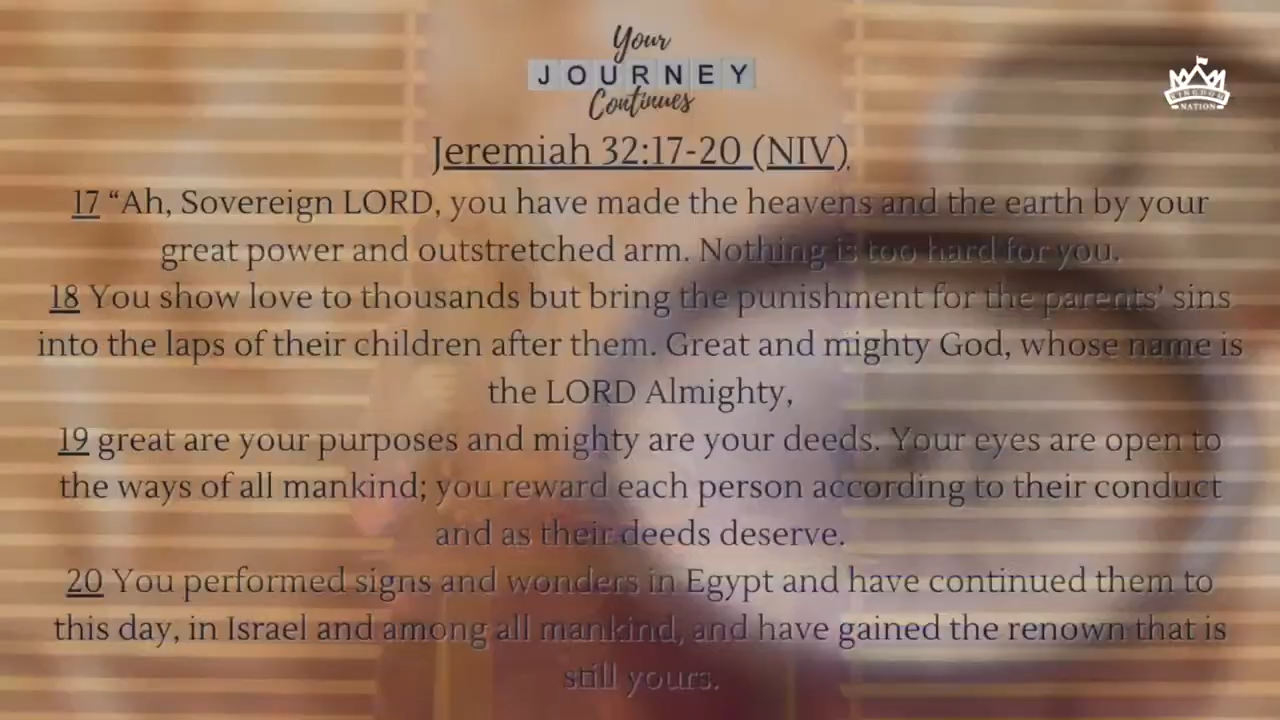 Your
JOURNEY
Continues
KINGDOM
NATION
Jeremiah 32:17-20 (NIV)
17 “Ah, Sovereign LORD, you have made the heavens and the earth by your
great power and outstretched arm. Nothing is too hard for you.
18 You show love to thousands but bring the punishment for the parents’ sins
into the laps of their children after them. Great and mighty God, whose name is
the LORD Almighty,
19 great are your purposes and mighty are your deeds. Your eyes are open to
the ways of all mankind; you reward each person according to their conduct
and as their deeds deserve.
20 You performed signs and wonders in Egypt and have continued them to
this day, in Israel and among all mankind, and have gained the renown that is
still yours.